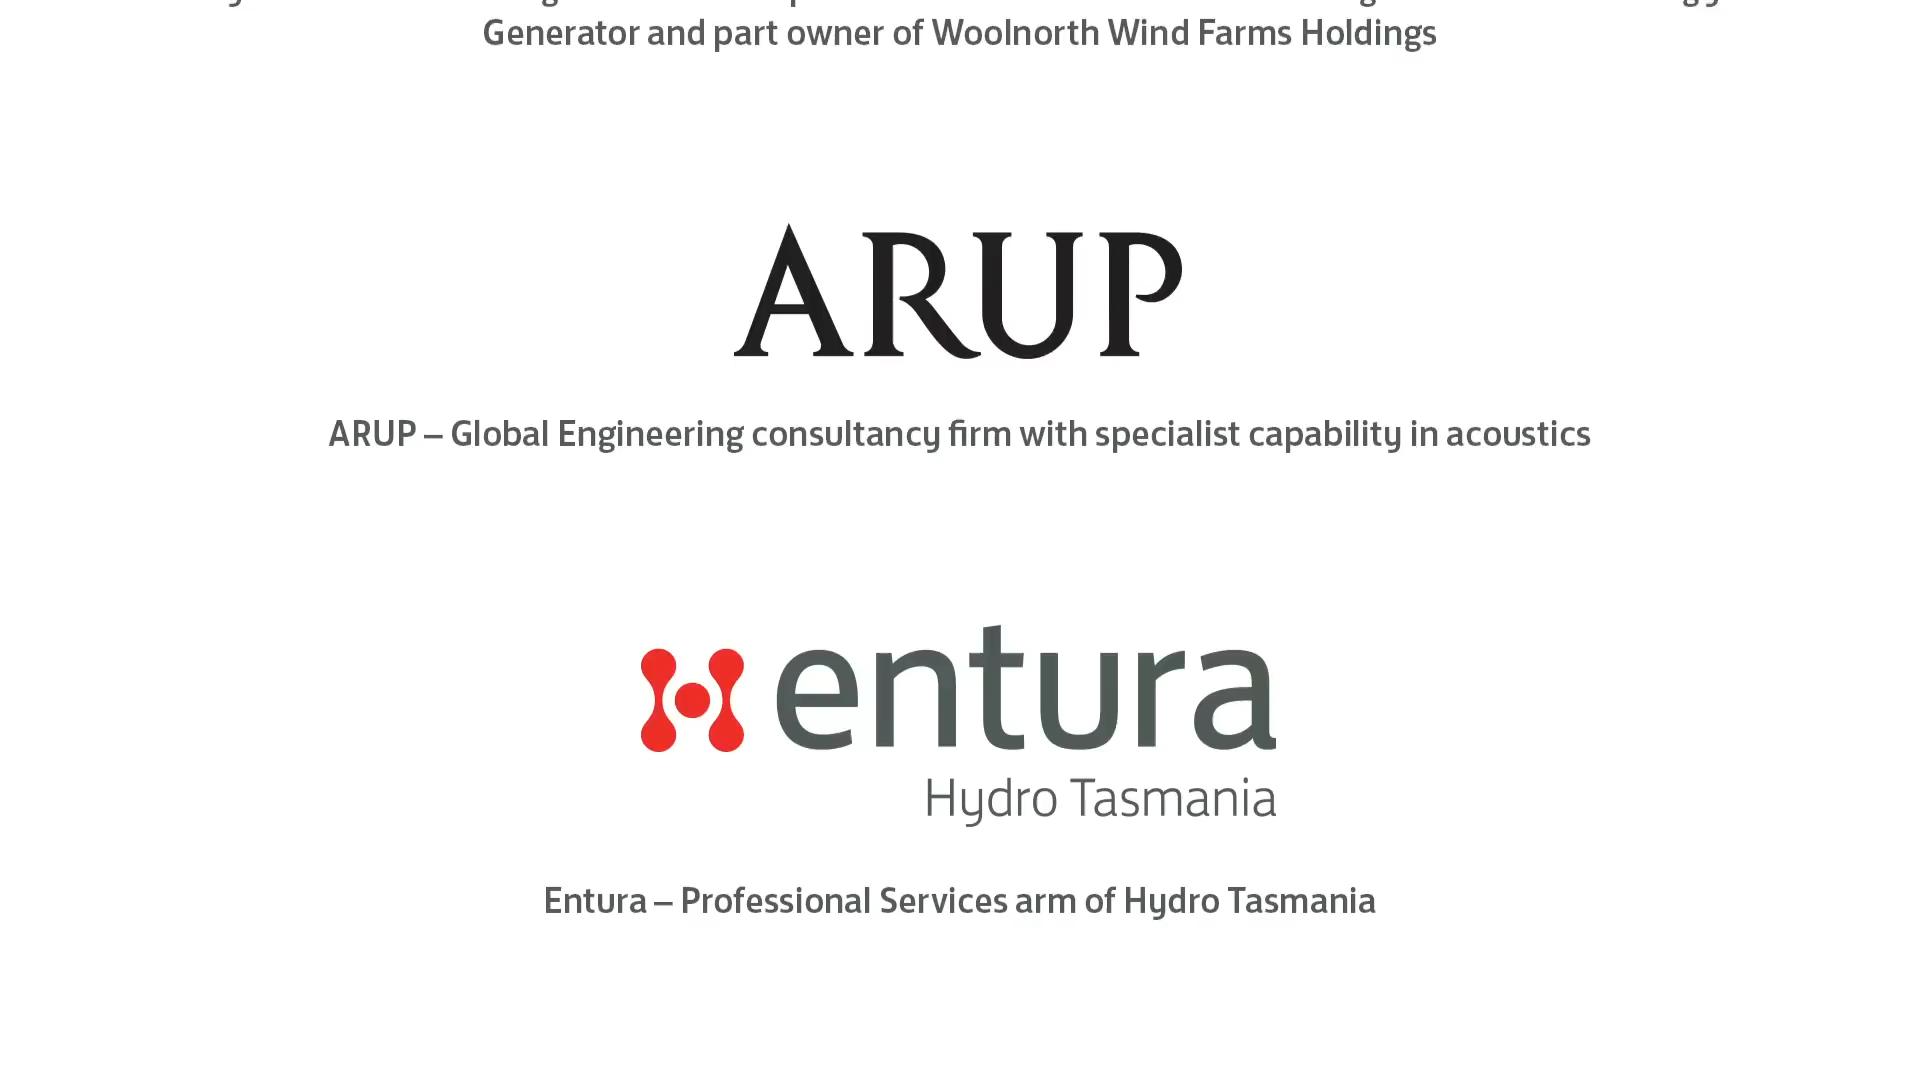 Generator and part owner of Woolnorth Wind Farms Holdings
ARUP
ARUP – Global Engineering consultancy firm with specialist capability in acoustics
entura
Hydro Tasmania
Entura – Professional Services arm of Hydro Tasmania